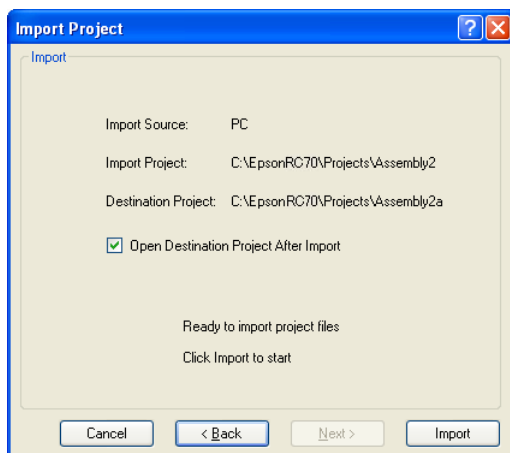 Import Project
Import
Import Source: PC
Import Project: C:\EpsonRC70\Projects\Assembly2
Destination Project: C:\EpsonRC70\Projects\Assembly2a
Open Destination Project After Import
Ready to import project files
Click Import to start
Cancel < Back Next > Import